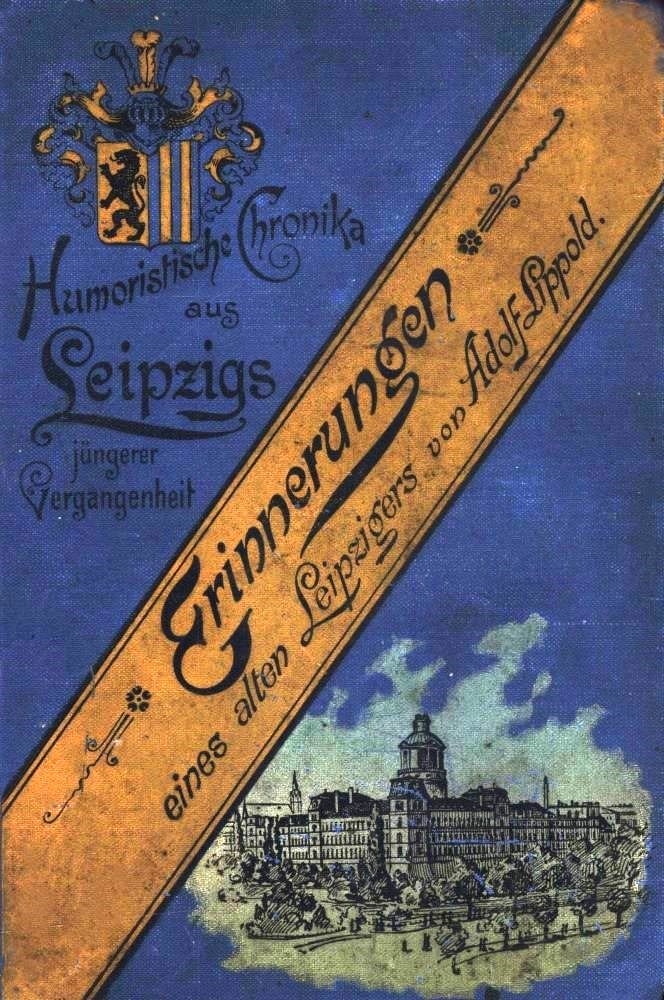 Humoristische Chronika
aus
Leipzigs
jüngerer
Vergangenheit
Erinnerungen
eines alten Leipzigers von Adolf Lippold.